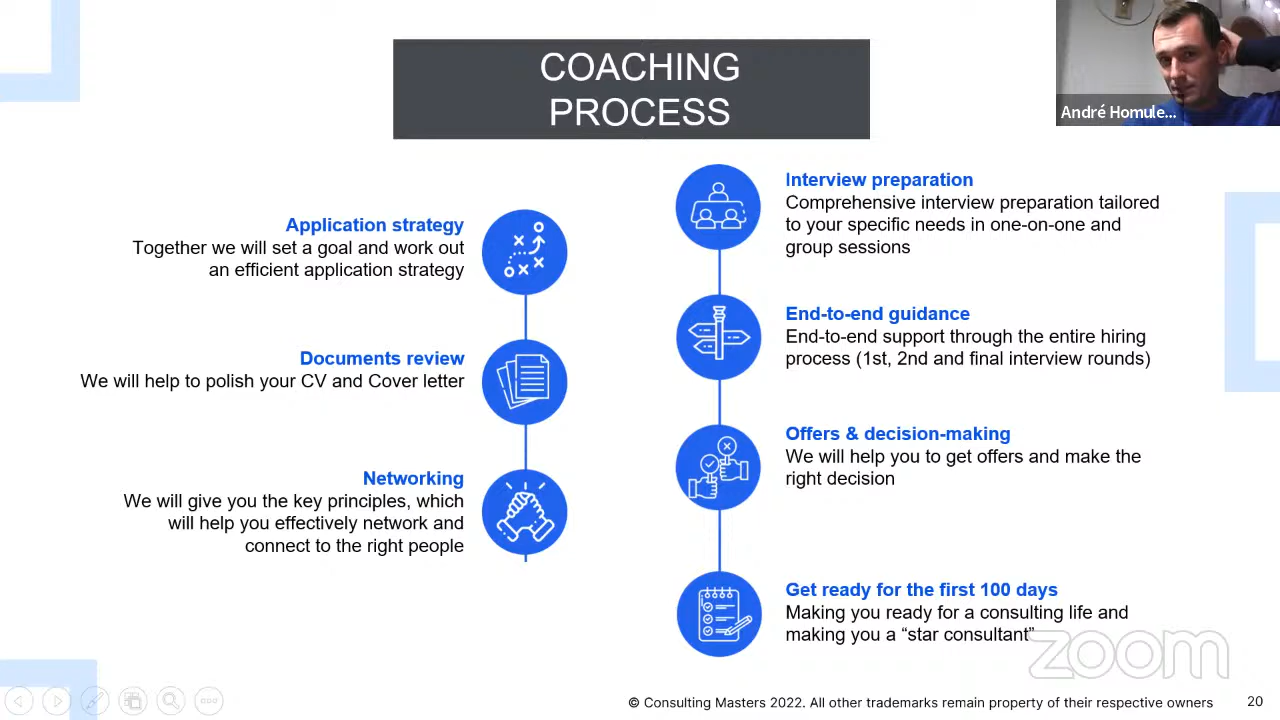 COACHING
PROCESS
André Homule...
Application strategy
Together we will set a goal and work out
an efficient application strategy
Documents review
We will help to polish your CV and Cover letter
Networking
We will give you the key principles, which
will help you effectively network and
connect to the right people
Interview preparation
Comprehensive interview preparation tailored
to your specific needs in one-on-one and
group sessions
End-to-end guidance
End-to-end support through the entire hiring
process (1st, 2nd and final interview rounds)
Offers & decision-making
We will help you to get offers and make the
right decision
Get ready for the first 100 days
Making you ready for a consulting life and
making you a “star consultant”
zoom
© Consulting Masters 2022. All other trademarks remain property of their respective owners
20